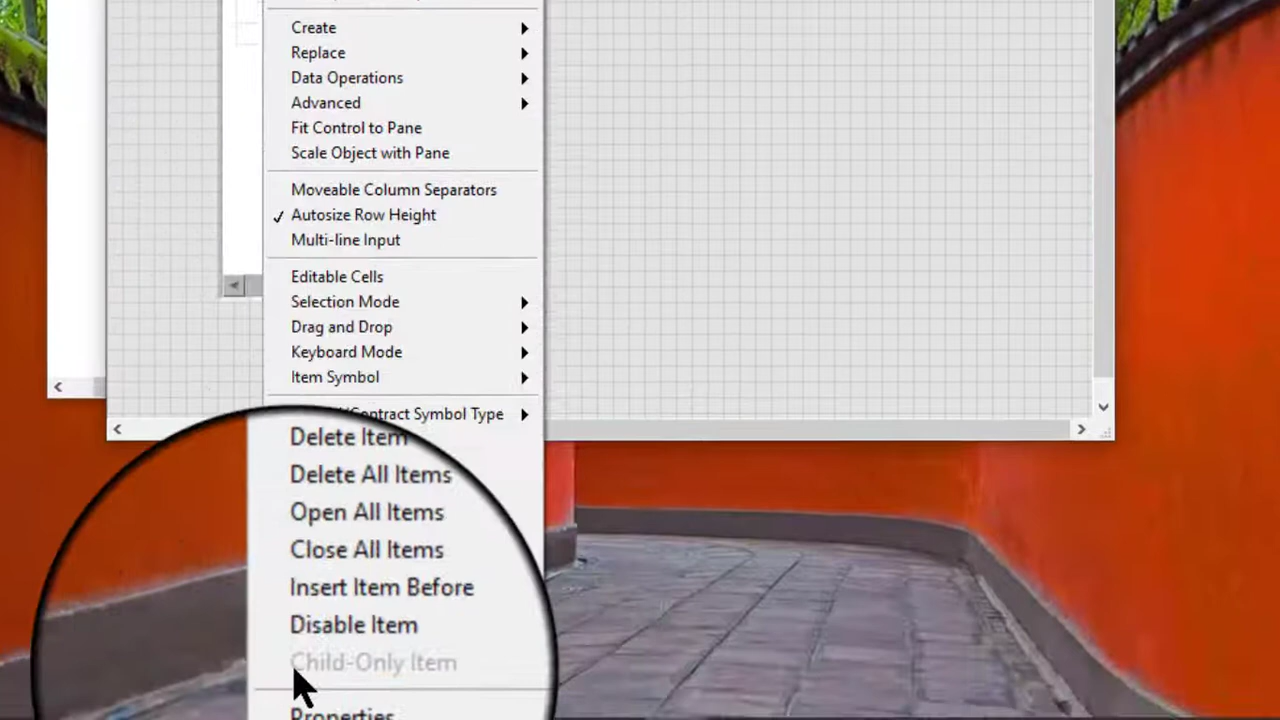 Create
Replace
Data Operations
Advanced
Fit Control to Pane
Scale Object with Pane
Moveable Column Separators
Autosize Row Height
Multi-line Input
Editable Cells
Selection Mode
Drag and Drop
Keyboard Mode
Item Symbol
Contract Symbol Type
Delete Item
Delete All Items
Open All Items
Close All Items
Insert Item Before
Disable Item
Child-Only Item
Properties